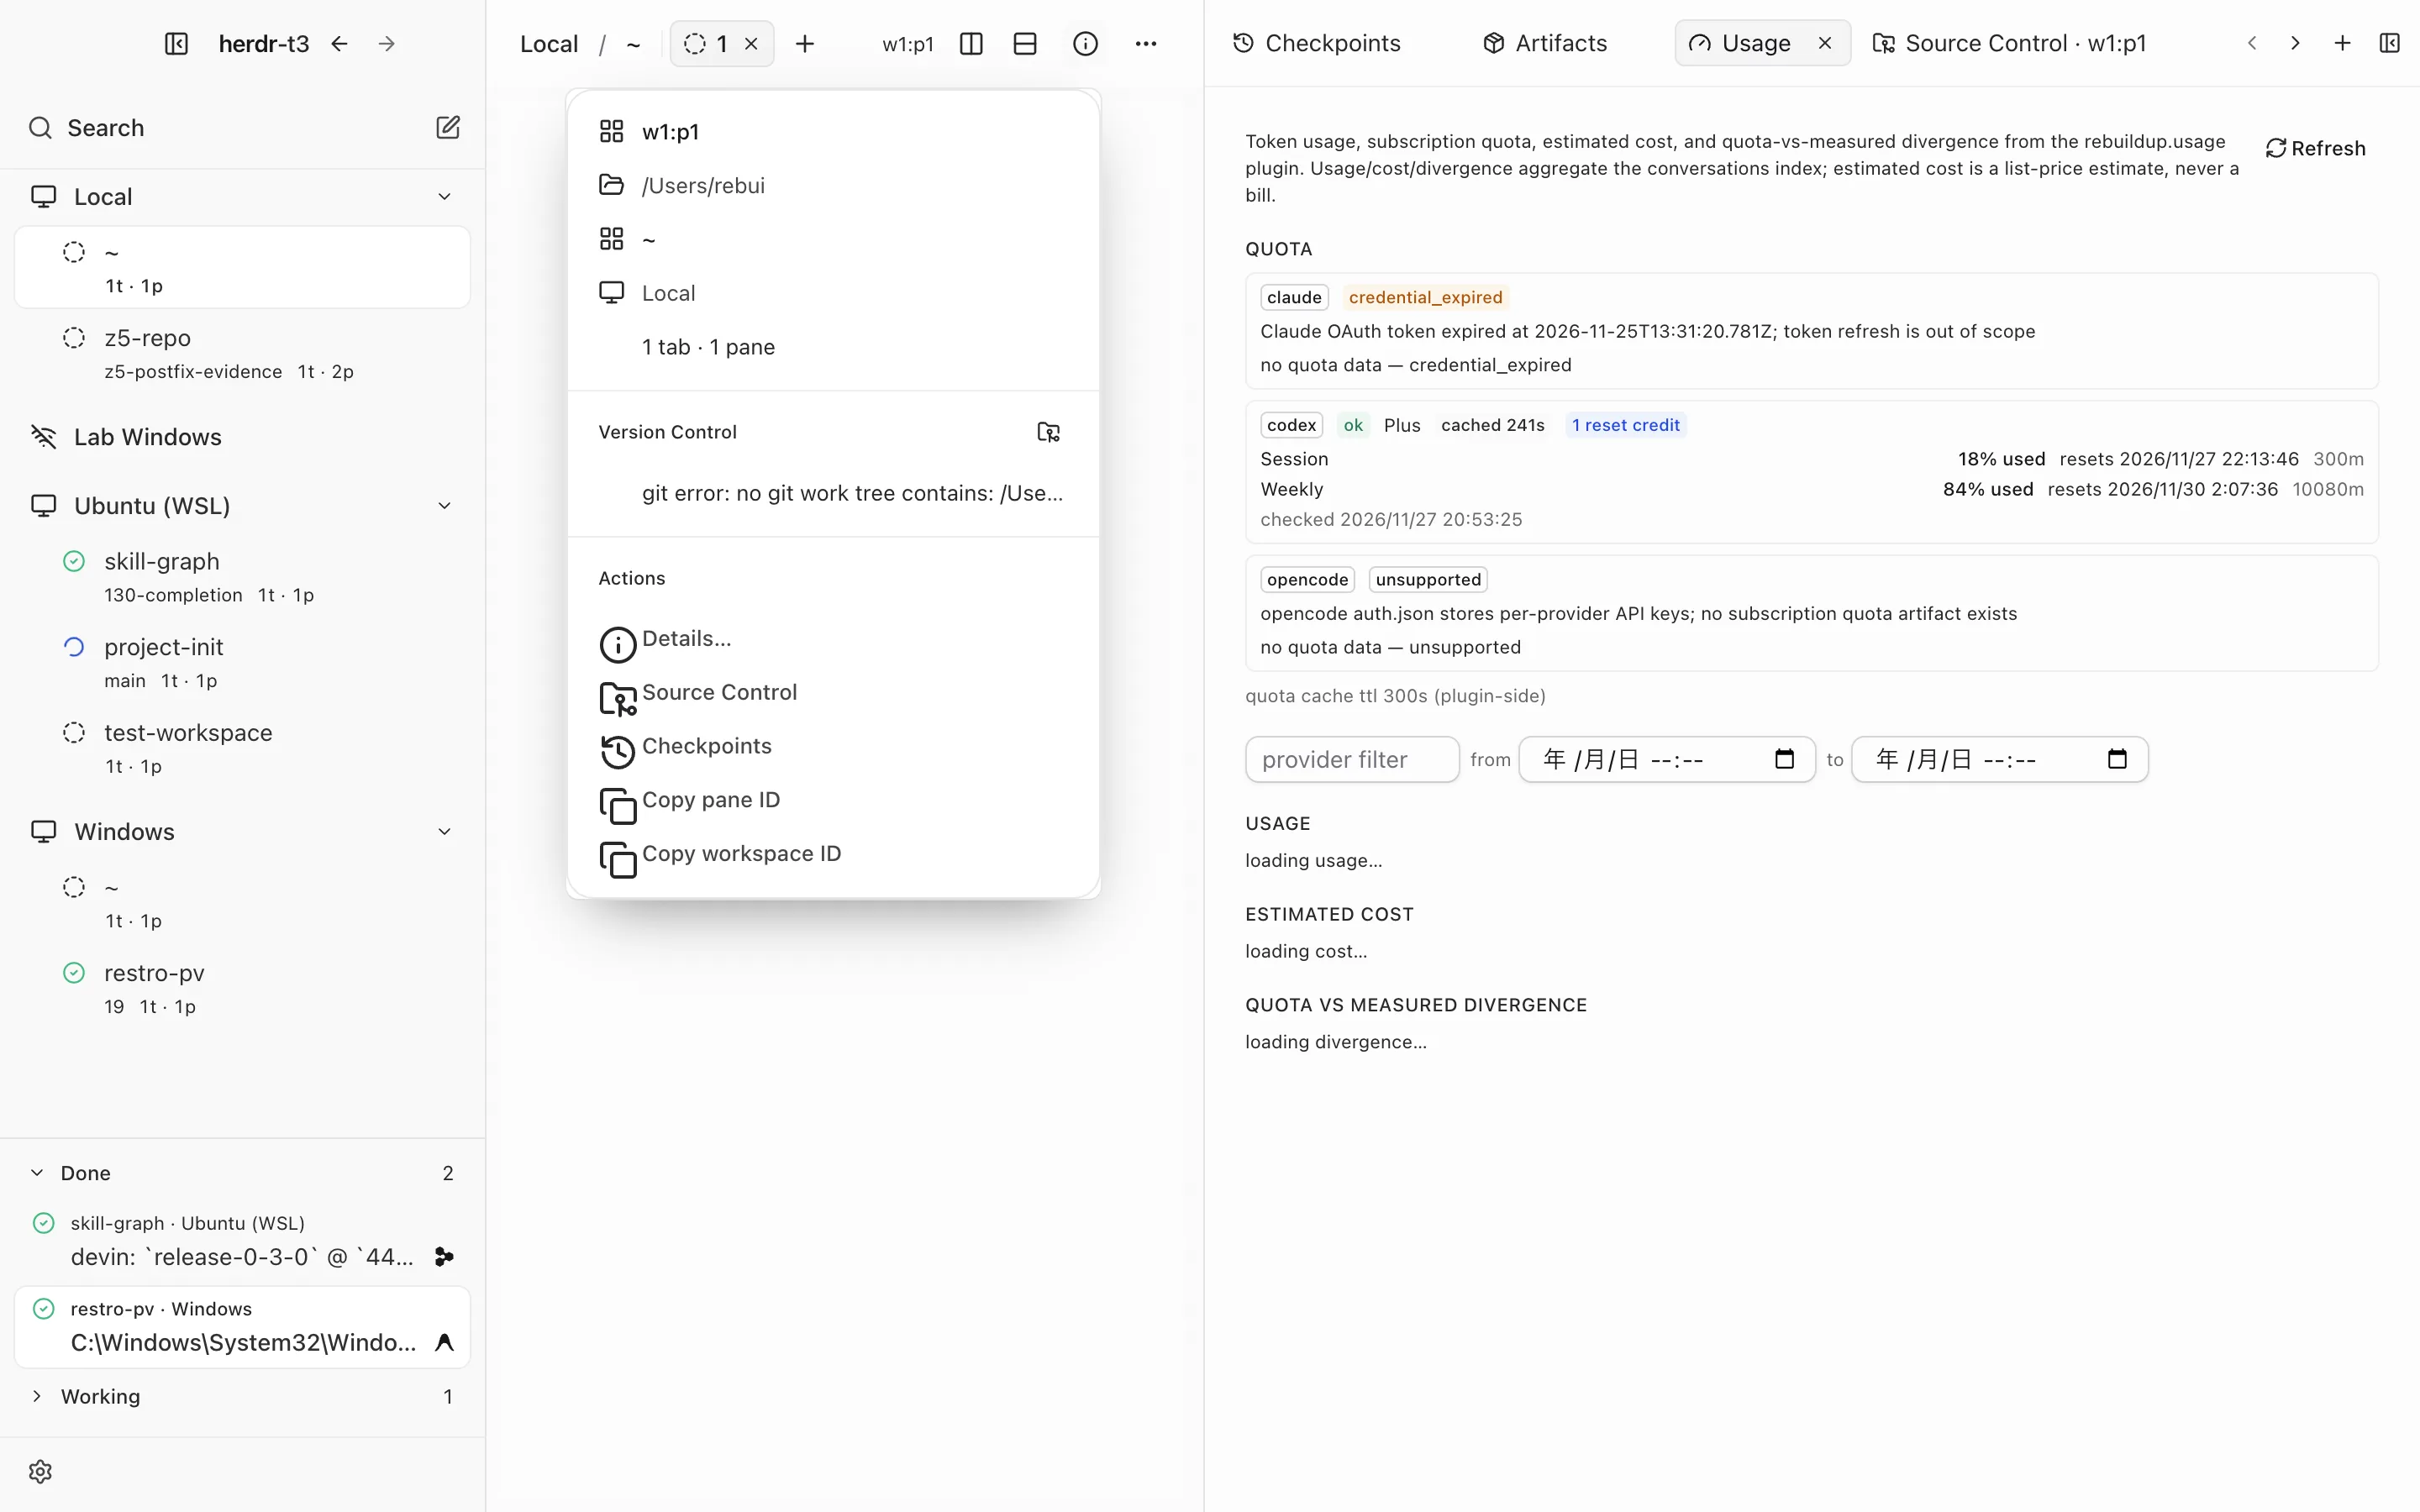 herdr-t3
Search
Local
~
1t · 1p
z5-repo
z5-postfix-evidence 1t · 2p
Lab Windows
Ubuntu (WSL)
skill-graph
130-completion 1t · 1p
project-init
main 1t · 1p
test-workspace
1t · 1p
Windows
~
1t · 1p
restro-pv
19 1t · 1p
Done 2
skill-graph · Ubuntu (WSL)
devin: `release-0-3-0` @ `44...
restro-pv · Windows
C:\Windows\System32\Windo...
Working 1
Local / ~ 1 w1:p1
w1:p1
/Users/rebui
~
Local
1 tab · 1 pane
Version Control
git error: no git work tree contains: /Use...
Actions
Details...
Source Control
Checkpoints
Copy pane ID
Copy workspace ID
Checkpoints Artifacts Usage Source Control · w1:p1
Token usage, subscription quota, estimated cost, and quota-vs-measured divergence from the rebuildup.usage
plugin. Usage/cost/divergence aggregate the conversations index; estimated cost is a list-price estimate, never a
bill.
Refresh
QUOTA
claude credential_expired
Claude OAuth token expired at 2026-11-25T13:31:20.781Z; token refresh is out of scope
no quota data — credential_expired
codex ok Plus cached 241s 1 reset credit
Session 18% used resets 2026/11/27 22:13:46 300m
Weekly 84% used resets 2026/11/30 2:07:36 10080m
checked 2026/11/27 20:53:25
opencode unsupported
opencode auth.json stores per-provider API keys; no subscription quota artifact exists
no quota data — unsupported
quota cache ttl 300s (plugin-side)
provider filter from 年 /月/日 --:-- to 年 /月/日 --:--
USAGE
loading usage...
ESTIMATED COST
loading cost...
QUOTA VS MEASURED DIVERGENCE
loading divergence...